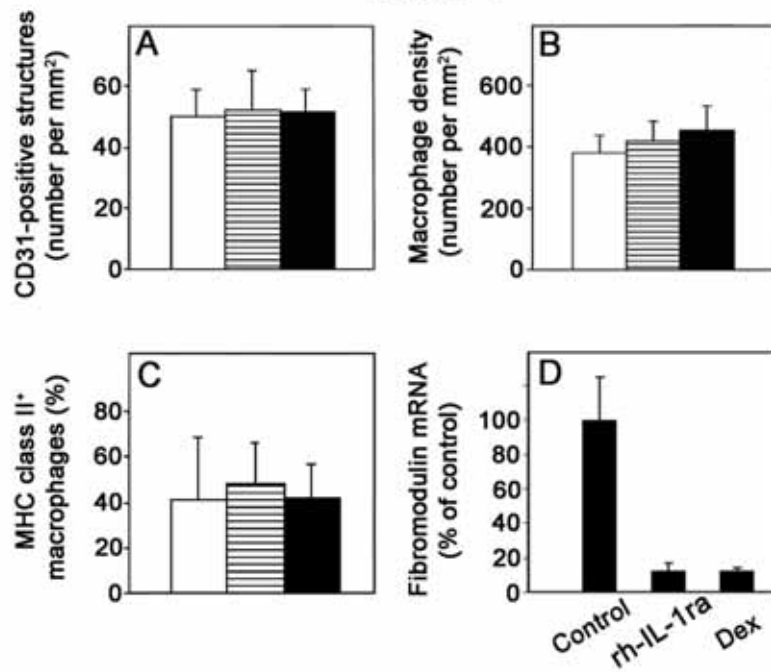 A
CD31-positive structures
(number per mm²)
60
40
20
0
B
Macrophage density
(number per mm²)
600
400
200
0
C
MHC class II⁺
macrophages (%)
80
60
40
20
0
D
Fibromodulin mRNA
(% of control)
100
80
60
40
20
0
Control
rh-IL-1ra
Dex